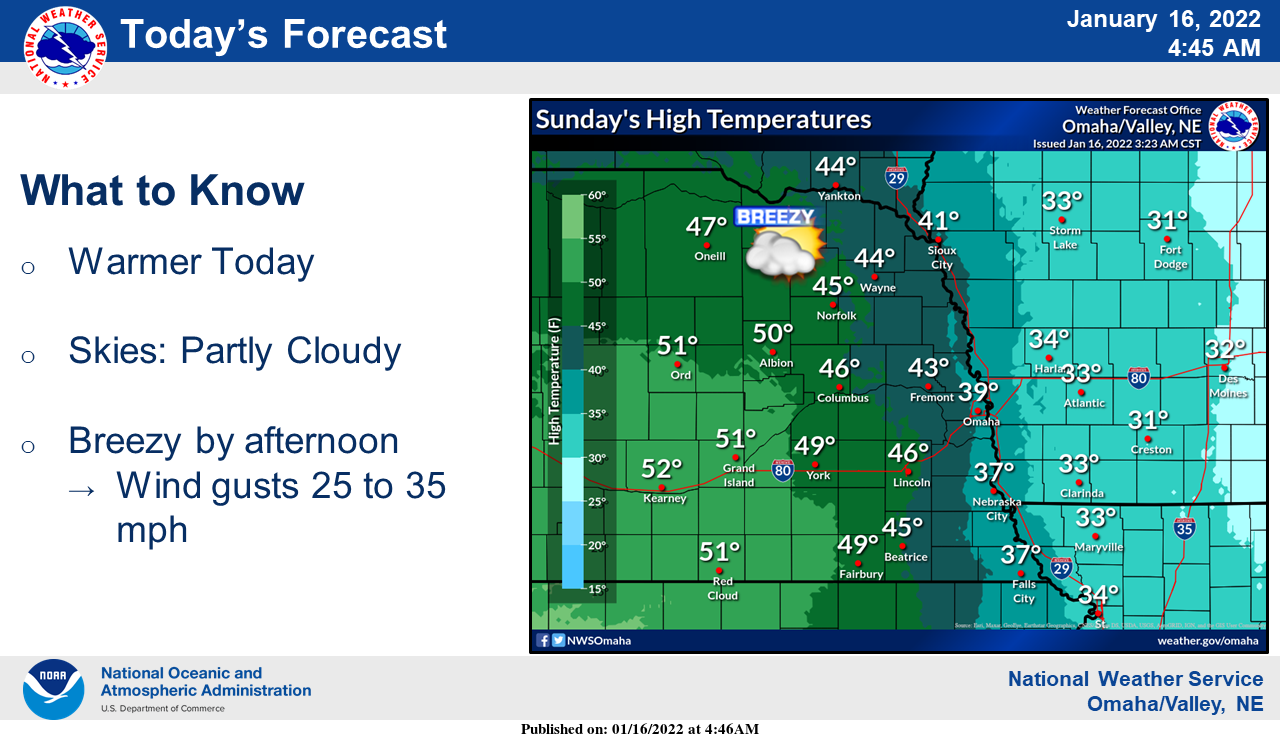 Today's Forecast
January 16, 2022
4:45 AM
NATIONAL WEATHER SERVICE
What to Know
o Warmer Today
o Skies: Partly Cloudy
o Breezy by afternoon
→ Wind gusts 25 to 35
mph
Sunday's High Temperatures
Weather Forecast Office
Omaha/Valley, NE
Issued Jan 16, 2022 3:23 AM CST
NATIONAL WEATHER SERVICE
High Temperature (F)
60°
55°
50°
45°
40°
35°
30°
25°
20°
15°
BREEZY
44°
Yankton
29
47°
Oneill
41°
Sioux
City
33°
Storm
Lake
31°
Fort
Dodge
44°
Wayne
45°
Norfolk
51°
Ord
50°
Albion
46°
Columbus
43°
Fremont
39°
Omaha
34°
Harlan
33°
Atlantic
80
32°
Des
Moines
31°
Creston
52°
Kearney
51°
Grand
Island
80
49°
York
46°
Lincoln
37°
Nebraska
City
33°
Clarinda
33°
Maryville
35
51°
Red
Cloud
49°
Fairbury
45°
Beatrice
37°
Falls
City
29
34°
St.
NWSOmaha
weather.gov/omaha
NOAA
National Oceanic and
Atmospheric Administration
U.S. Department of Commerce
National Weather Service
Omaha/Valley, NE
Published on: 01/16/2022 at 4:46AM